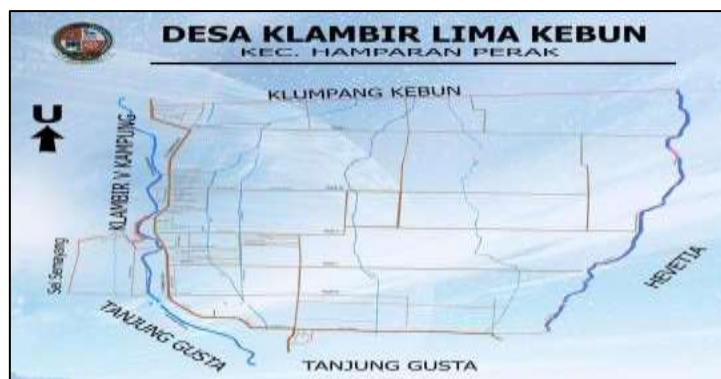 DESA KLAMBIR LIMA KEBUN
KEC. HAMPARAN PERAK
KLUMPANG KEBUN
U
KLAMBIR V KAMPUNG
Sei Semayang
HEVETIA
TANJUNG GUSTA
TANJUNG GUSTA